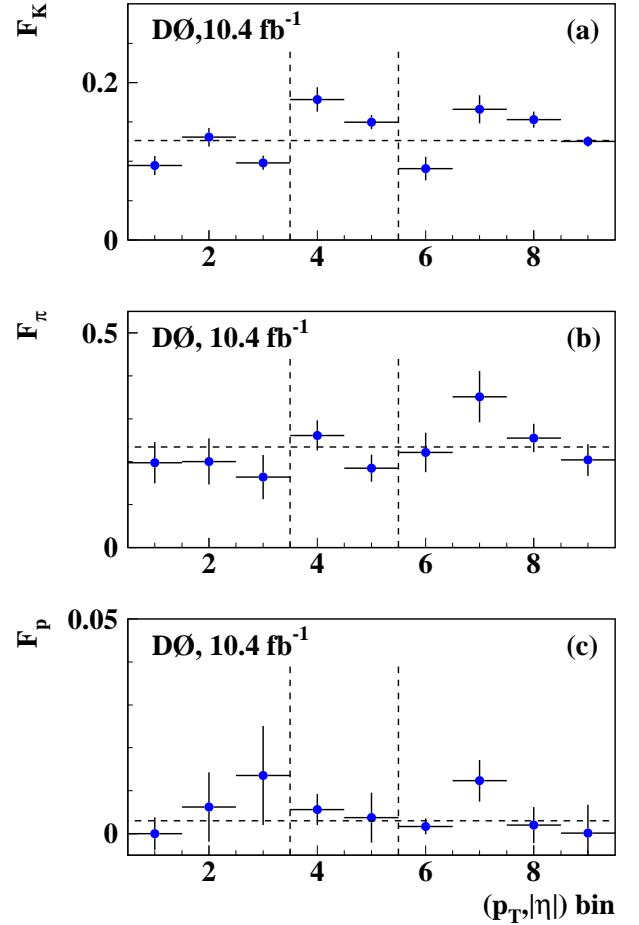 F_K
DØ,10.4 fb⁻¹
(a)
0.2
0
2 4 6 8
F_π
DØ, 10.4 fb⁻¹
(b)
0.5
0
2 4 6 8
F_p
0.05
DØ, 10.4 fb⁻¹
(c)
0
2 4 6 8
(p_T,|η|) bin